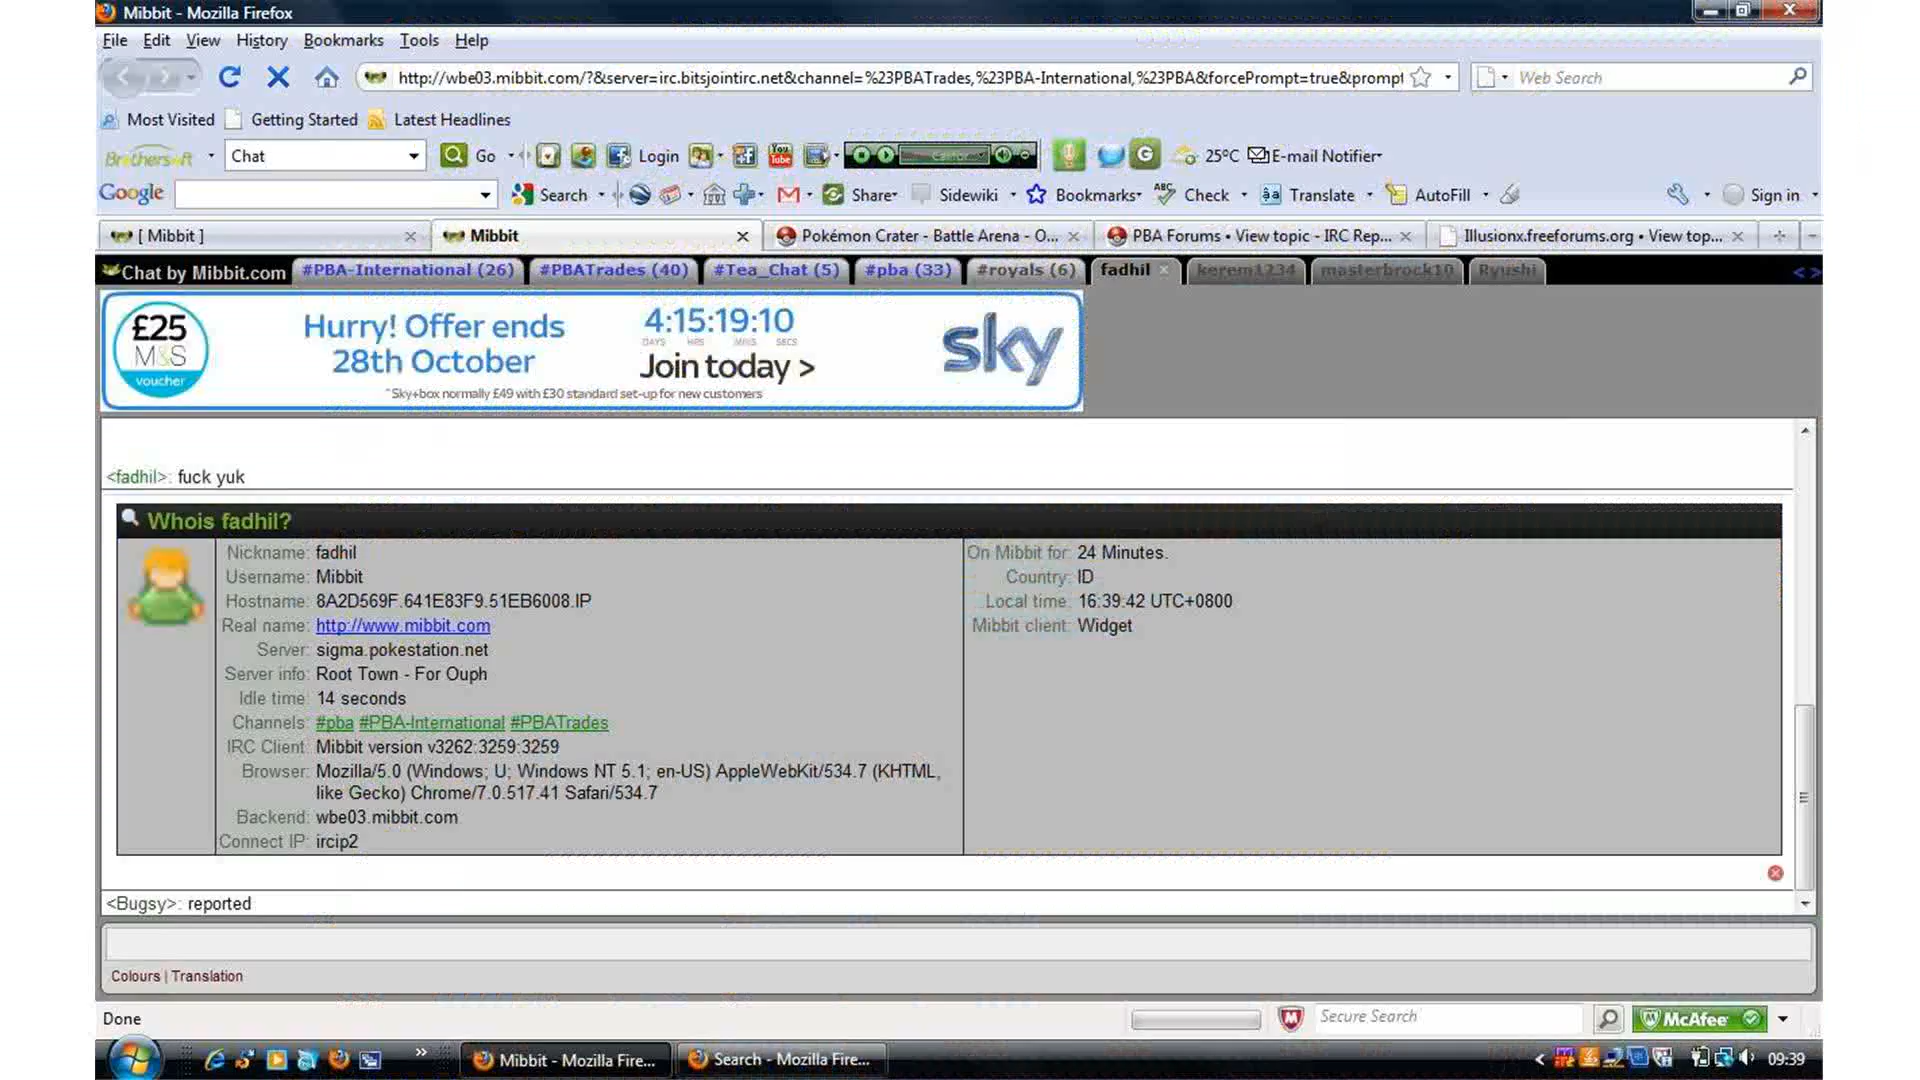 Mibbit - Mozilla Firefox
File Edit View History Bookmarks Tools Help
http://wbe03.mibbit.com/?&server=irc.bitsjointirc.net&channel=%23PBATrades,%23PBA-International,%23PBA&forcePrompt=true&prompt
Web Search
Most Visited Getting Started Latest Headlines
Brothersoft Chat Go Login You Tube G 25°C E-mail Notifier
Google Search Share Sidewiki Bookmarks ABC Check Translate AutoFill Sign in
[ Mibbit ] Mibbit Pokémon Crater - Battle Arena - O... PBA Forums • View topic - IRC Rep... Illusionx.freeforums.org • View top...
Chat by Mibbit.com #PBA-International (26) #PBATrades (40) #Tea_Chat (5) #pba (33) #royals (6) fadhil kerem1234 masterbrock10 Ryushi
£25 M&S voucher
Hurry! Offer ends
28th October
4:15:19:10
DAYS HRS MINS SECS
Join today >
*Sky+box normally £49 with £30 standard set-up for new customers
sky
<fadhil>: fuck yuk
Whois fadhil?
Nickname: fadhil
Username: Mibbit
Hostname: 8A2D569F.641E83F9.51EB6008.IP
Real name: http://www.mibbit.com
Server: sigma.pokestation.net
Server info: Root Town - For Ouph
Idle time: 14 seconds
Channels: #pba #PBA-International #PBATrades
IRC Client: Mibbit version v3262:3259:3259
Browser: Mozilla/5.0 (Windows; U; Windows NT 5.1; en-US) AppleWebKit/534.7 (KHTML,
like Gecko) Chrome/7.0.517.41 Safari/534.7
Backend: wbe03.mibbit.com
Connect IP: ircip2
On Mibbit for: 24 Minutes.
Country: ID
Local time: 16:39:42 UTC+0800
Mibbit client: Widget
<Bugsy>: reported
Colours | Translation
Done
Secure Search
McAfee
Mibbit - Mozilla Fire... Search - Mozilla Fire... 09:39